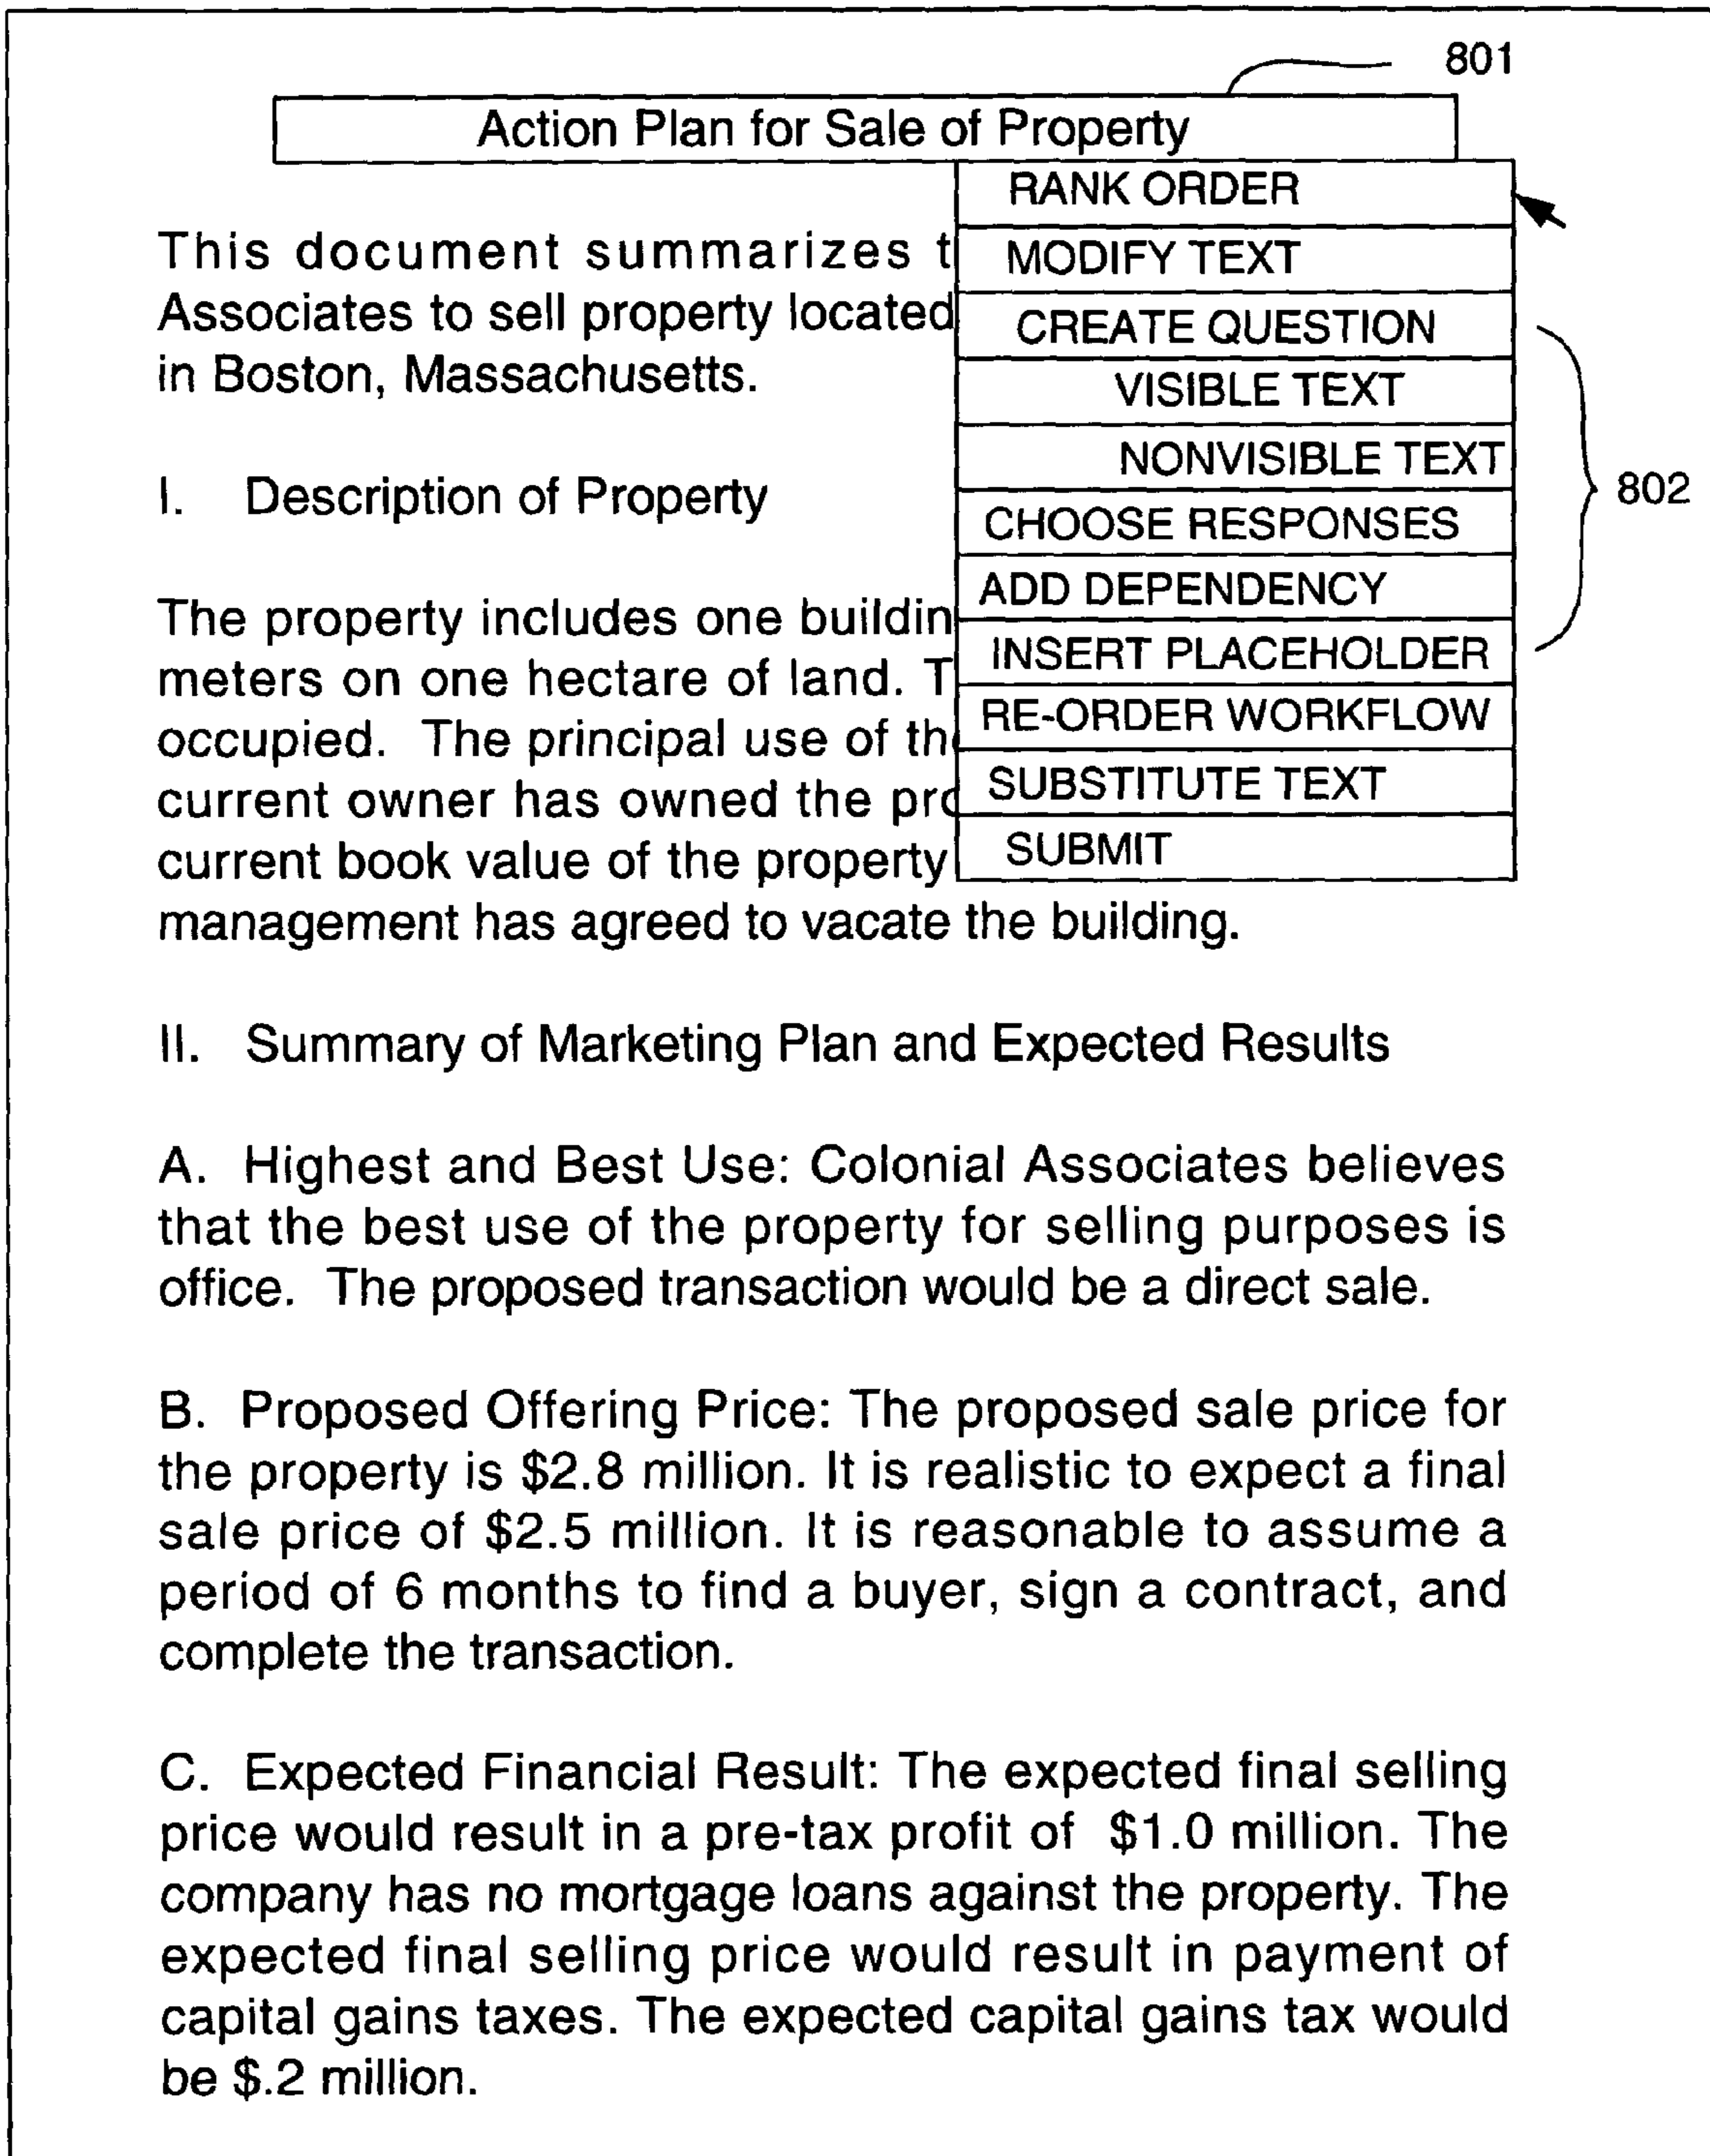 801
Action Plan for Sale of Property
RANK ORDER
MODIFY TEXT
CREATE QUESTION
VISIBLE TEXT
NONVISIBLE TEXT
CHOOSE RESPONSES
ADD DEPENDENCY
INSERT PLACEHOLDER
RE-ORDER WORKFLOW
SUBSTITUTE TEXT
SUBMIT
802
This document summarizes t
Associates to sell property located
in Boston, Massachusetts.
I. Description of Property
The property includes one buildin
meters on one hectare of land. T
occupied. The principal use of th
current owner has owned the pro
current book value of the property
management has agreed to vacate the building.
II. Summary of Marketing Plan and Expected Results
A. Highest and Best Use: Colonial Associates believes
that the best use of the property for selling purposes is
office. The proposed transaction would be a direct sale.
B. Proposed Offering Price: The proposed sale price for
the property is $2.8 million. It is realistic to expect a final
sale price of $2.5 million. It is reasonable to assume a
period of 6 months to find a buyer, sign a contract, and
complete the transaction.
C. Expected Financial Result: The expected final selling
price would result in a pre-tax profit of $1.0 million. The
company has no mortgage loans against the property. The
expected final selling price would result in payment of
capital gains taxes. The expected capital gains tax would
be $.2 million.